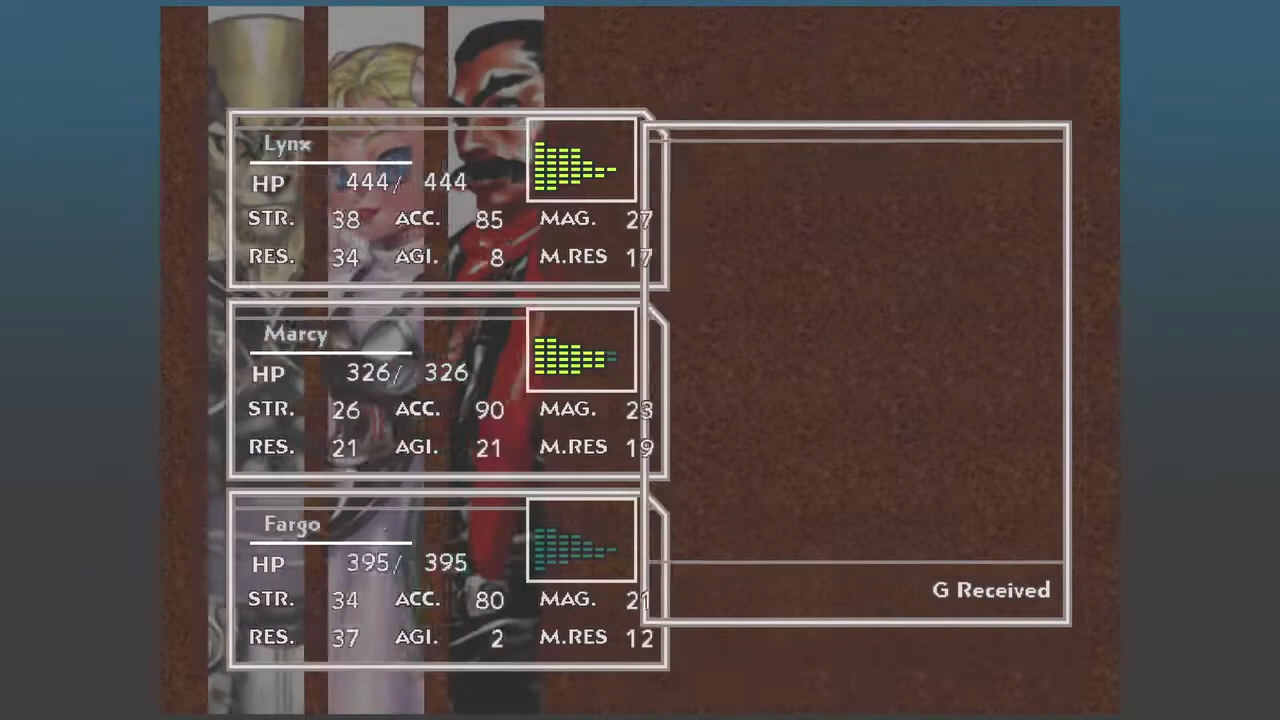 Lynx
HP 444/ 444
STR. 38 ACC. 85 MAG. 27
RES. 34 AGI. 8 M.RES 17
Marcy
HP 326/ 326
STR. 26 ACC. 90 MAG. 23
RES. 21 AGI. 21 M.RES 19
Fargo
HP 395/ 395
STR. 34 ACC. 80 MAG. 21
RES. 37 AGI. 2 M.RES 12
G Received